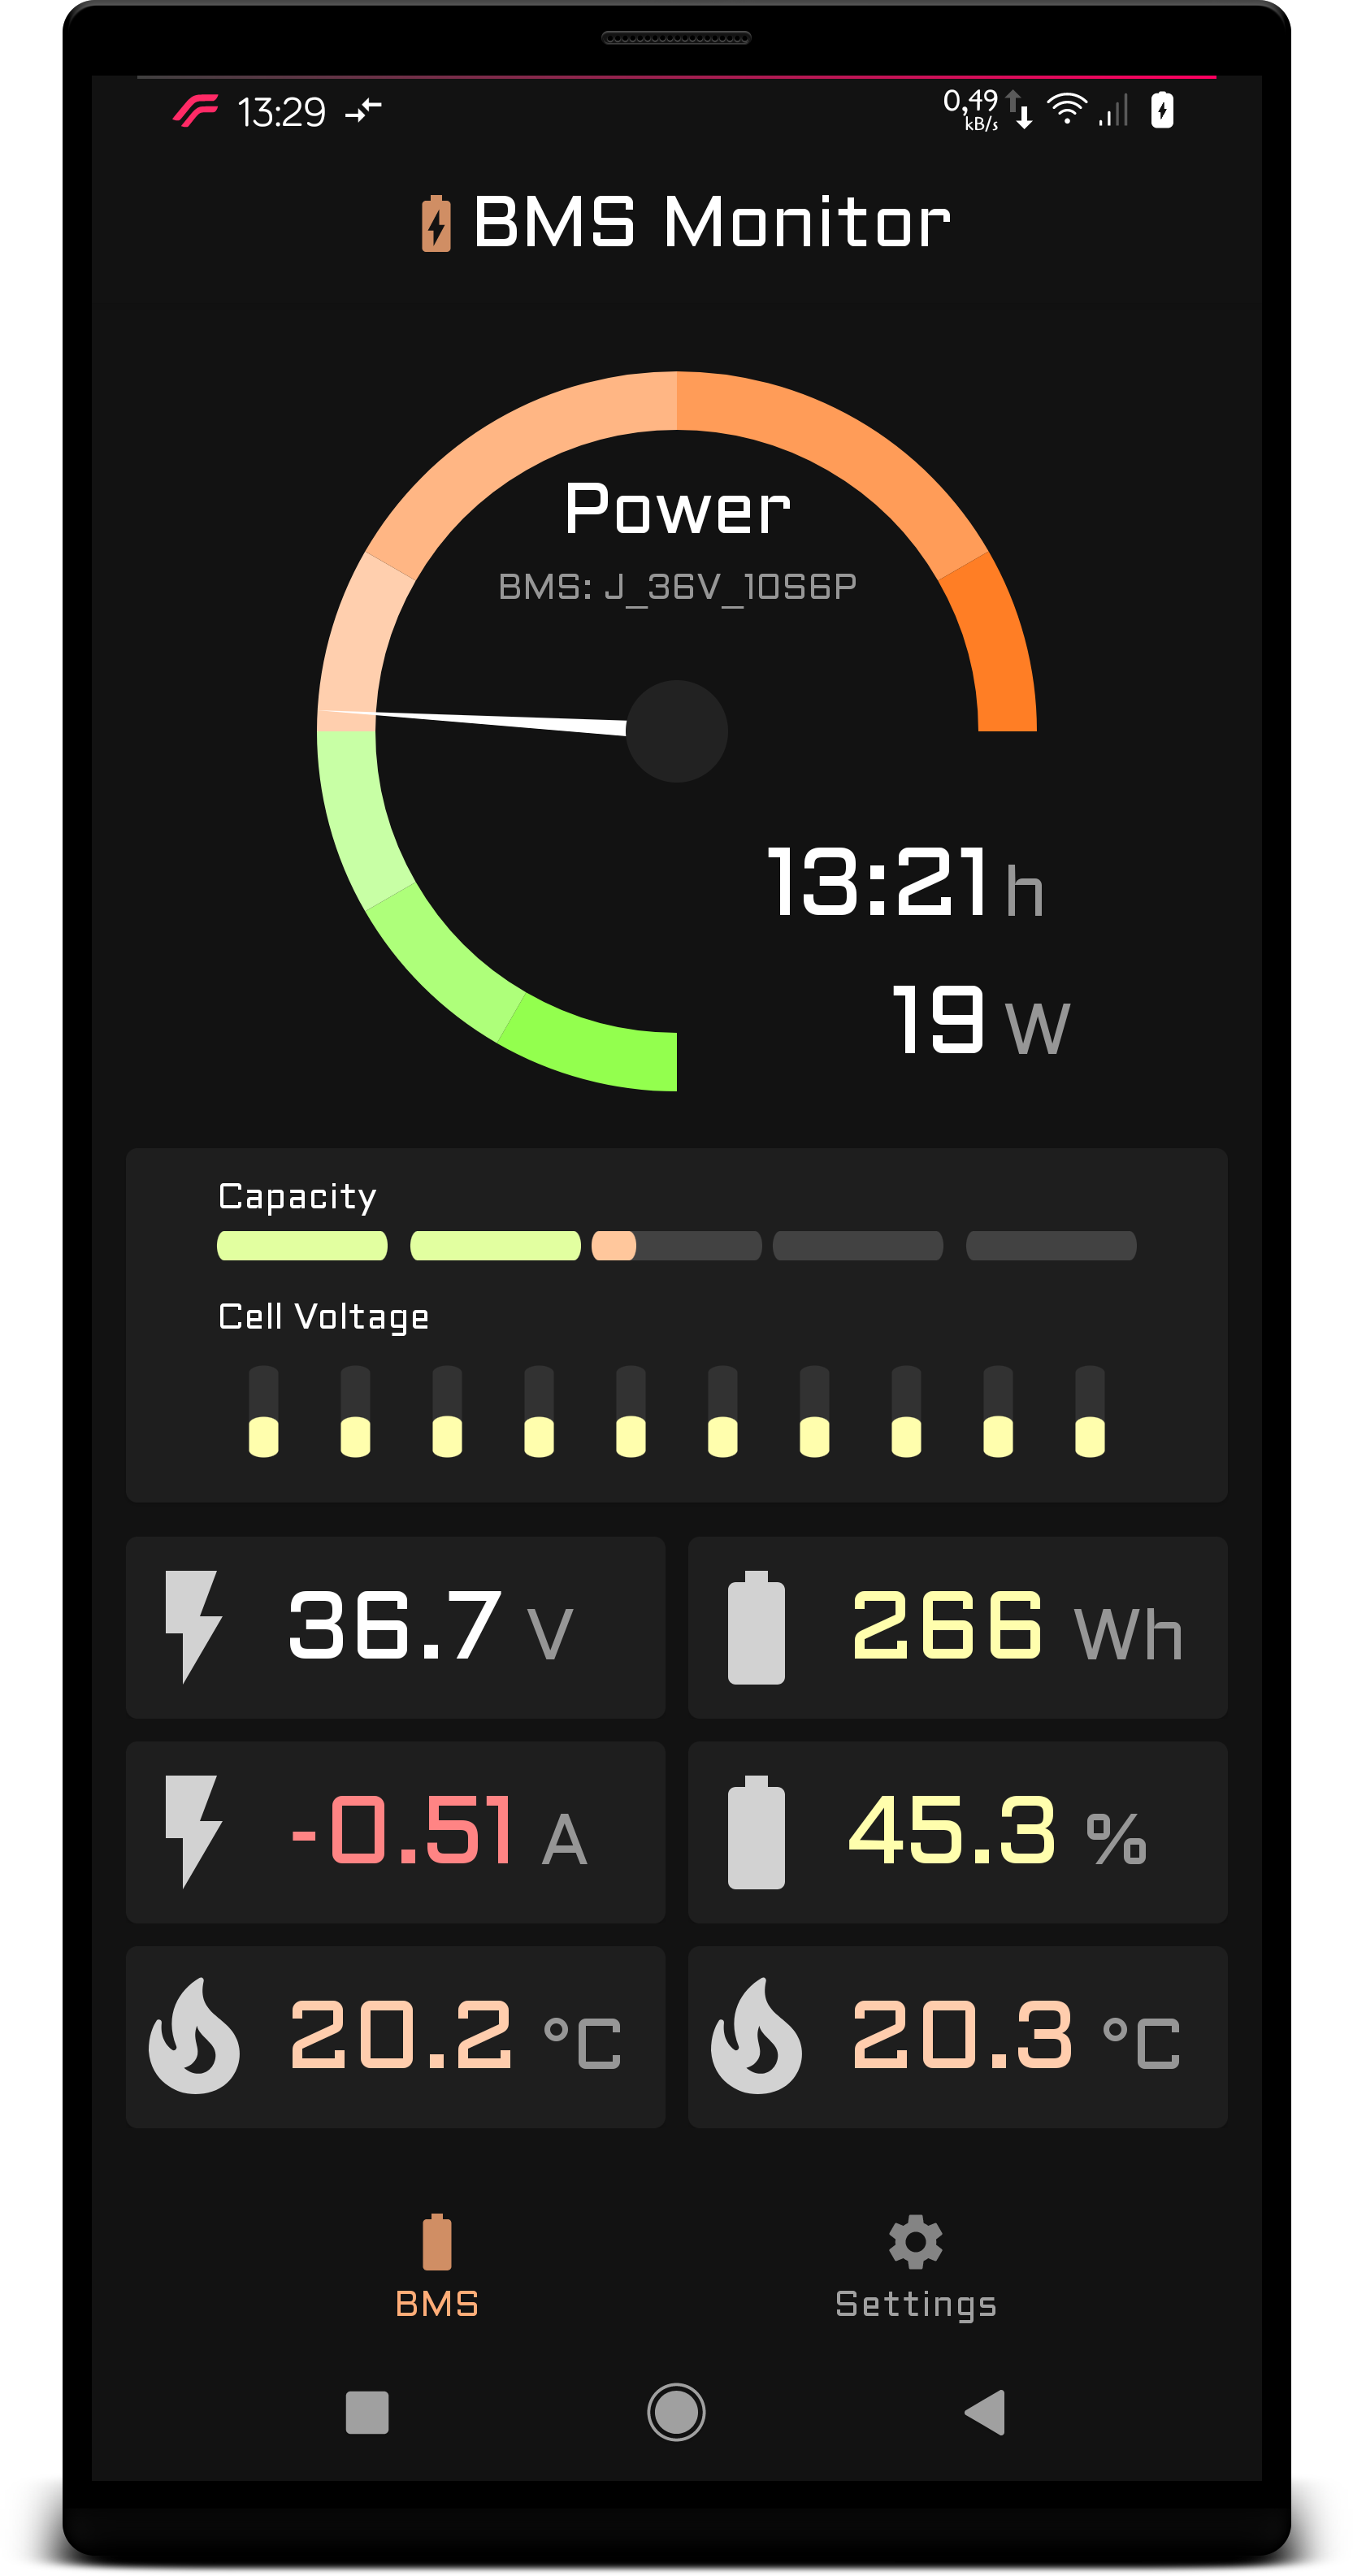 13:29
0,49
kB/s
BMS Monitor
Power
BMS: J_36V_10S6P
13:21 h
19 W
Capacity
Cell Voltage
36.7 V
266 Wh
-0.51 A
45.3 %
20.2 °C
20.3 °C
BMS
Settings